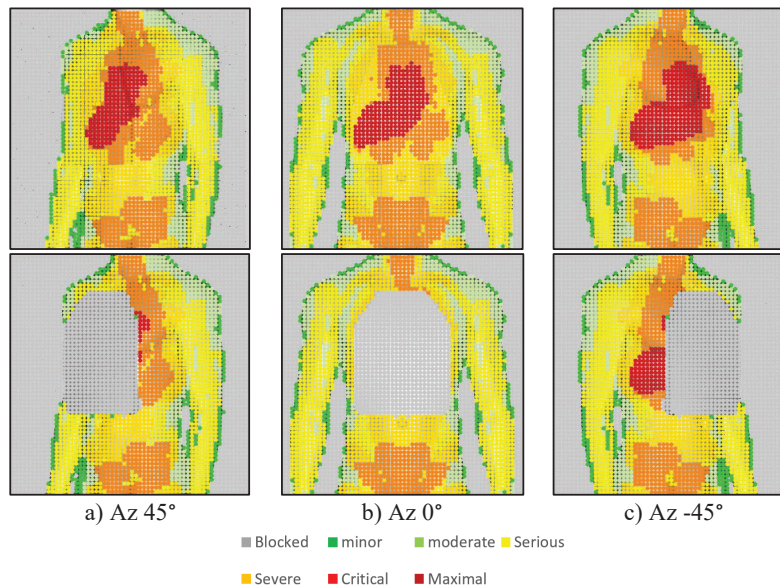 a) Az 45° b) Az 0° c) Az -45°
Blocked minor moderate Serious
Severe Critical Maximal